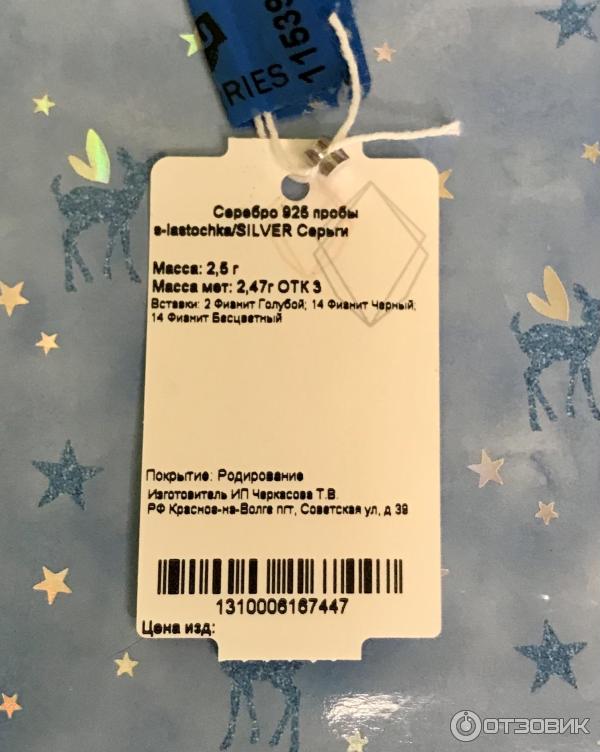 RIES 11539
Серебро 925 пробы
s-lastochka/SILVER Серьги
Масса: 2,5 г
Масса мет: 2,47г ОТК 3
Вставки: 2 Фианит Голубой; 14 Фианит Черный;
14 Фианит Бесцветный
Покрытие: Родирование
Изготовитель ИП Черкасова Т.В.
РФ Красное-на-Волге пгт, Советская ул, д 39
1310006167447
Цена изд:
ОТЗОВИК